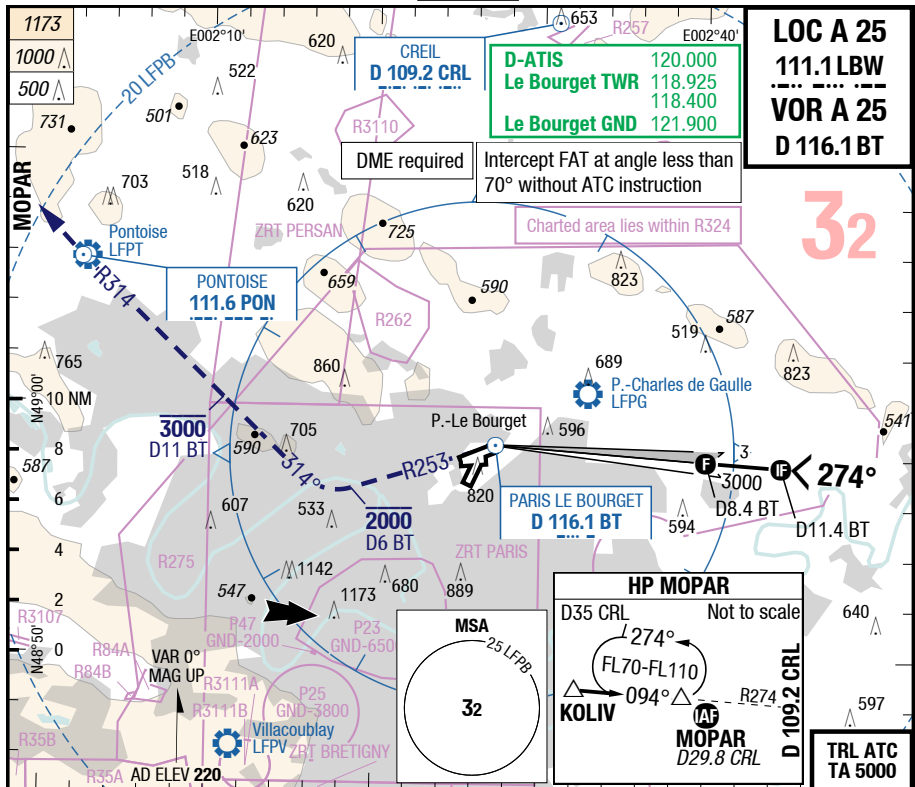 1173
1000
500
E002°10'
620
CREIL
D 109.2 CRL
653
R257
E002°40'
D-ATIS 120.000
Le Bourget TWR 118.925
118.400
Le Bourget GND 121.900
LOC A 25
111.1 LBW
VOR A 25
D 116.1 BT
20 LFPB
522
501
731
623
R3110
DME required
Intercept FAT at angle less than
70° without ATC instruction
703
518
620
MOPAR
Pontoise
LFPT
ZRT PERSAN
725
Charted area lies within R324
32
R314
PONTOISE
111.6 PON
659
590
823
587
R262
519
765
860
689
823
P.-Charles de Gaulle
LFPG
N49°00'
10 NM
3000
D11 BT
590
705
P.-Le Bourget
596
541
8
587
314°
R253
3
F
3000
IF
274°
820
D8.4 BT
6
607
533
2000
D6 BT
PARIS LE BOURGET
D 116.1 BT
594
D11.4 BT
4
R275
1142
680
ZRT PARIS
889
547
2
1173
HP MOPAR
D35 CRL
Not to scale
640
R3107
P47
GND-2000
P23
GND-650
MSA
25 LFPB
32
274°
FL70-FL110
094°
KOLIV
R274
IAF
MOPAR
D29.8 CRL
D 109.2 CRL
N48°50'
0
R84A
R84B
VAR 0°
MAG UP
R3111A
R3111B
P25
GND-3800
597
Villacoublay
LFPV
ZRT BRETIGNY
R35B
R35A
AD ELEV 220
TRL ATC
TA 5000